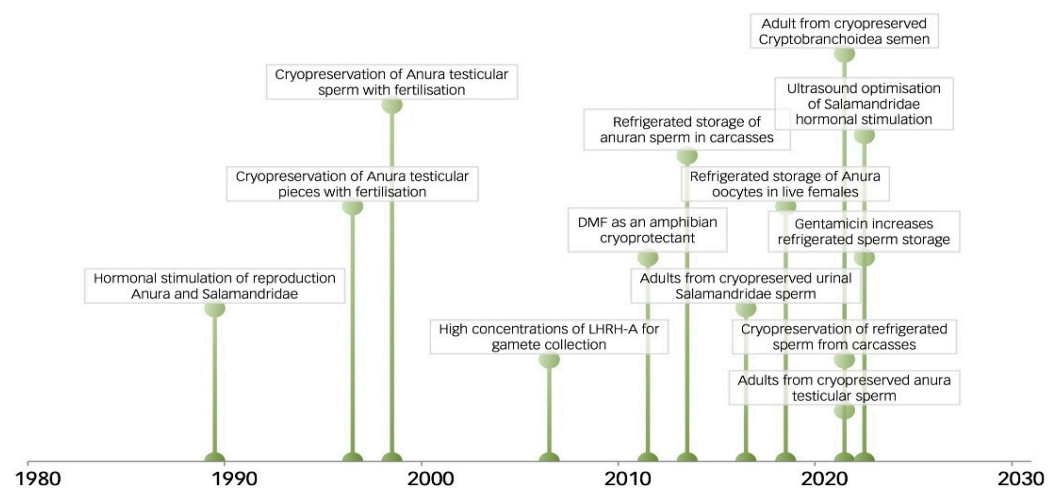 Adult from cryopreserved
Cryptobranchoidea semen
Cryopreservation of Anura testicular
sperm with fertilisation
Ultrasound optimisation
of Salamandridae
hormonal stimulation
Refrigerated storage of
anuran sperm in carcasses
Cryopreservation of Anura testicular
pieces with fertilisation
Refrigerated storage of Anura
oocytes in live females
DMF as an amphibian
cryoprotectant
Gentamicin increases
refrigerated sperm storage
Hormonal stimulation of reproduction
Anura and Salamandridae
Adults from cryopreserved urinal
Salamandridae sperm
High concentrations of LHRH-A for
gamete collection
Cryopreservation of refrigerated
sperm from carcasses
Adults from cryopreserved anura
testicular sperm
1980
1990
2000
2010
2020
2030